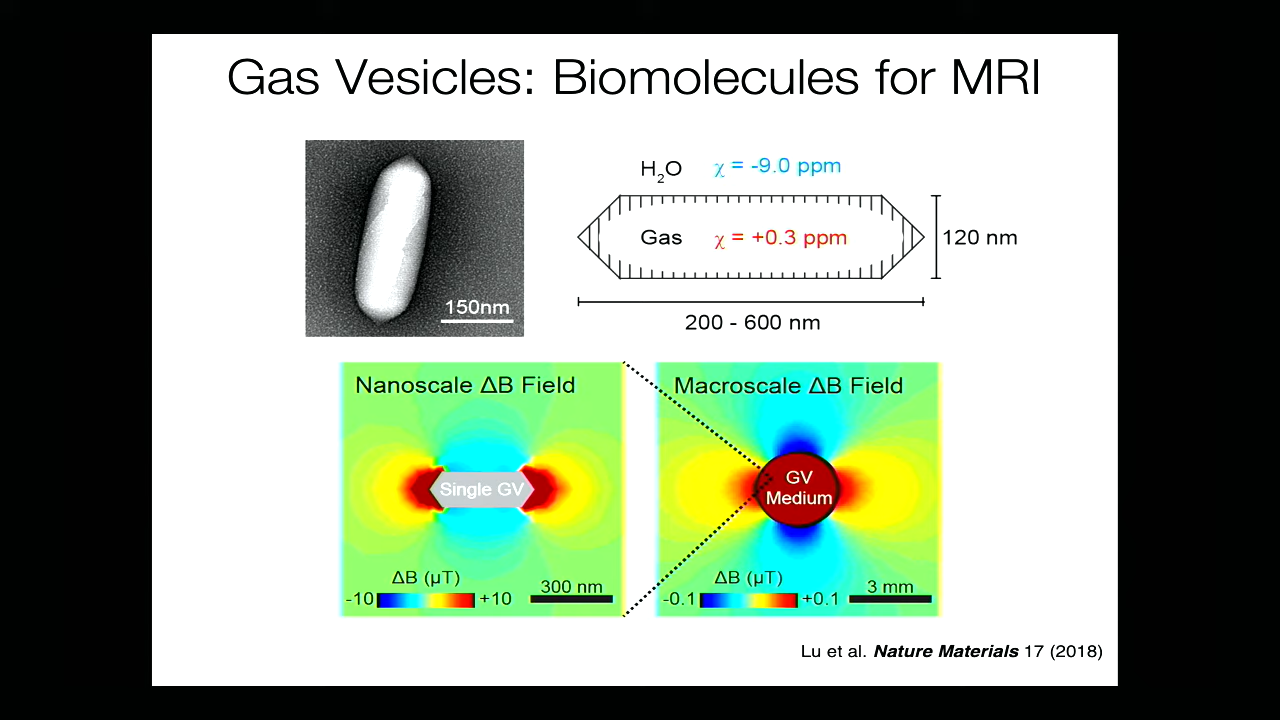 Gas Vesicles: Biomolecules for MRI
150nm
H₂O χ = -9.0 ppm
Gas χ = +0.3 ppm
120 nm
200 - 600 nm
Nanoscale ΔB Field
Single GV
ΔB (μT)
-10 +10
300 nm
Macroscale ΔB Field
GV
Medium
ΔB (μT)
-0.1 +0.1
3 mm
Lu et al. Nature Materials 17 (2018)